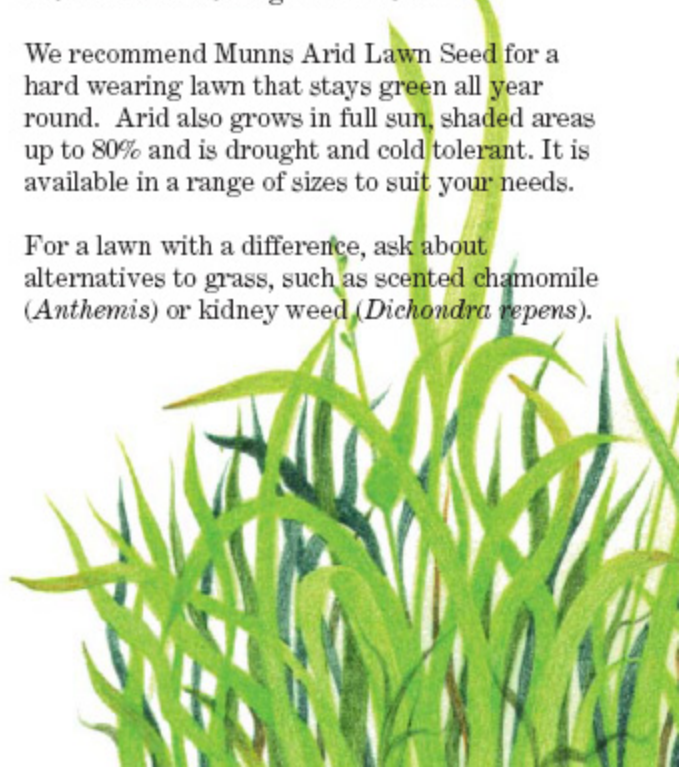 We recommend Munns Arid Lawn Seed for a
hard wearing lawn that stays green all year
round.  Arid also grows in full sun, shaded areas
up to 80% and is drought and cold tolerant. It is
available in a range of sizes to suit your needs.
For a lawn with a difference, ask about
alternatives to grass, such as scented chamomile
(Anthemis) or kidney weed (Dichondra repens).